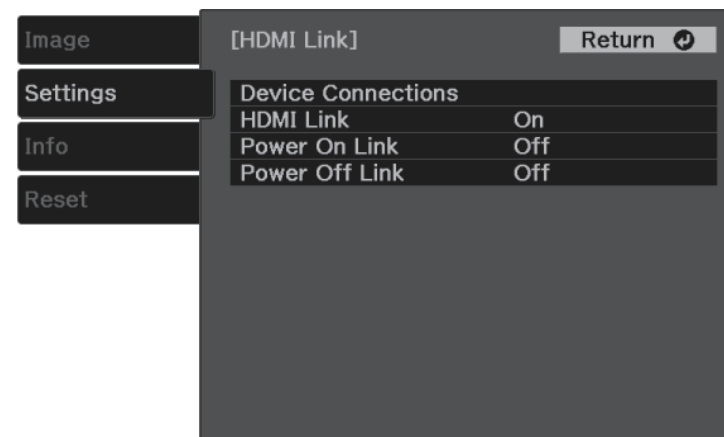 Image
Settings
Info
Reset
[HDMI Link]
Return
Device Connections
HDMI Link On
Power On Link Off
Power Off Link Off